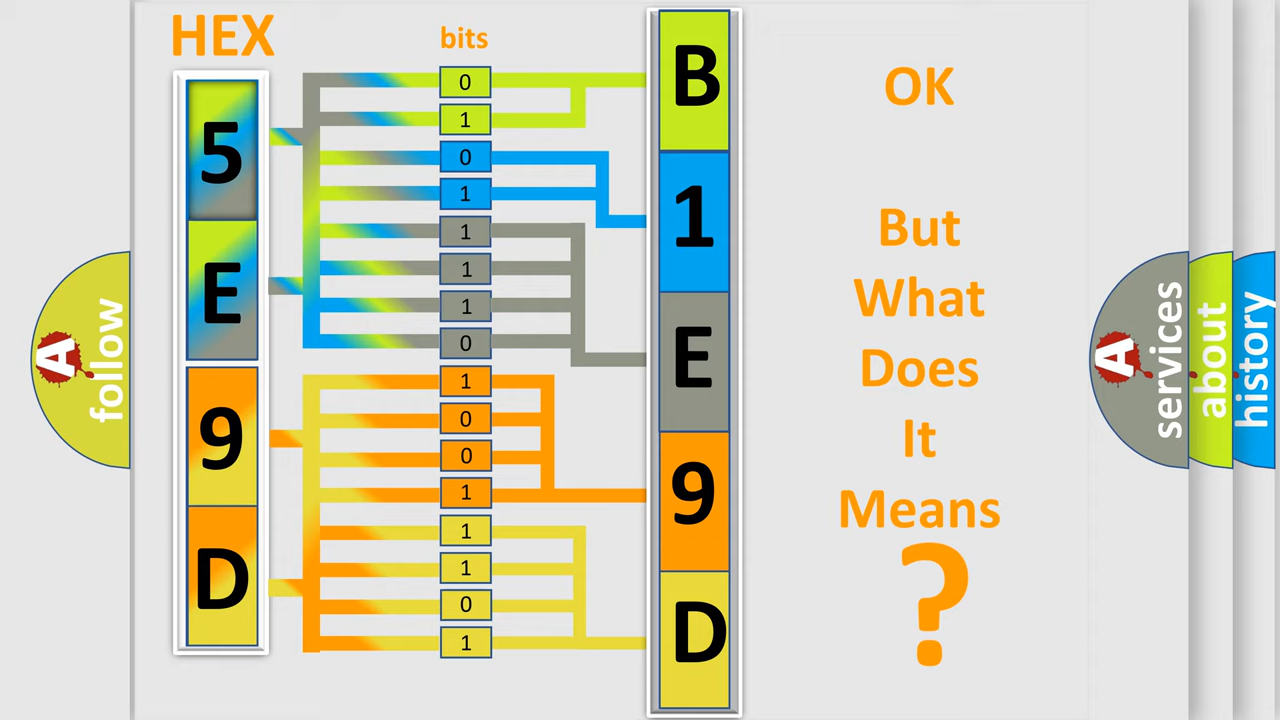 HEX
bits
5
E
9
D
0
1
0
1
1
1
1
0
1
0
0
1
1
1
0
1
B
1
E
9
D
OK
But
What
Does
It
Means
?
A
follow
A
services
about
history